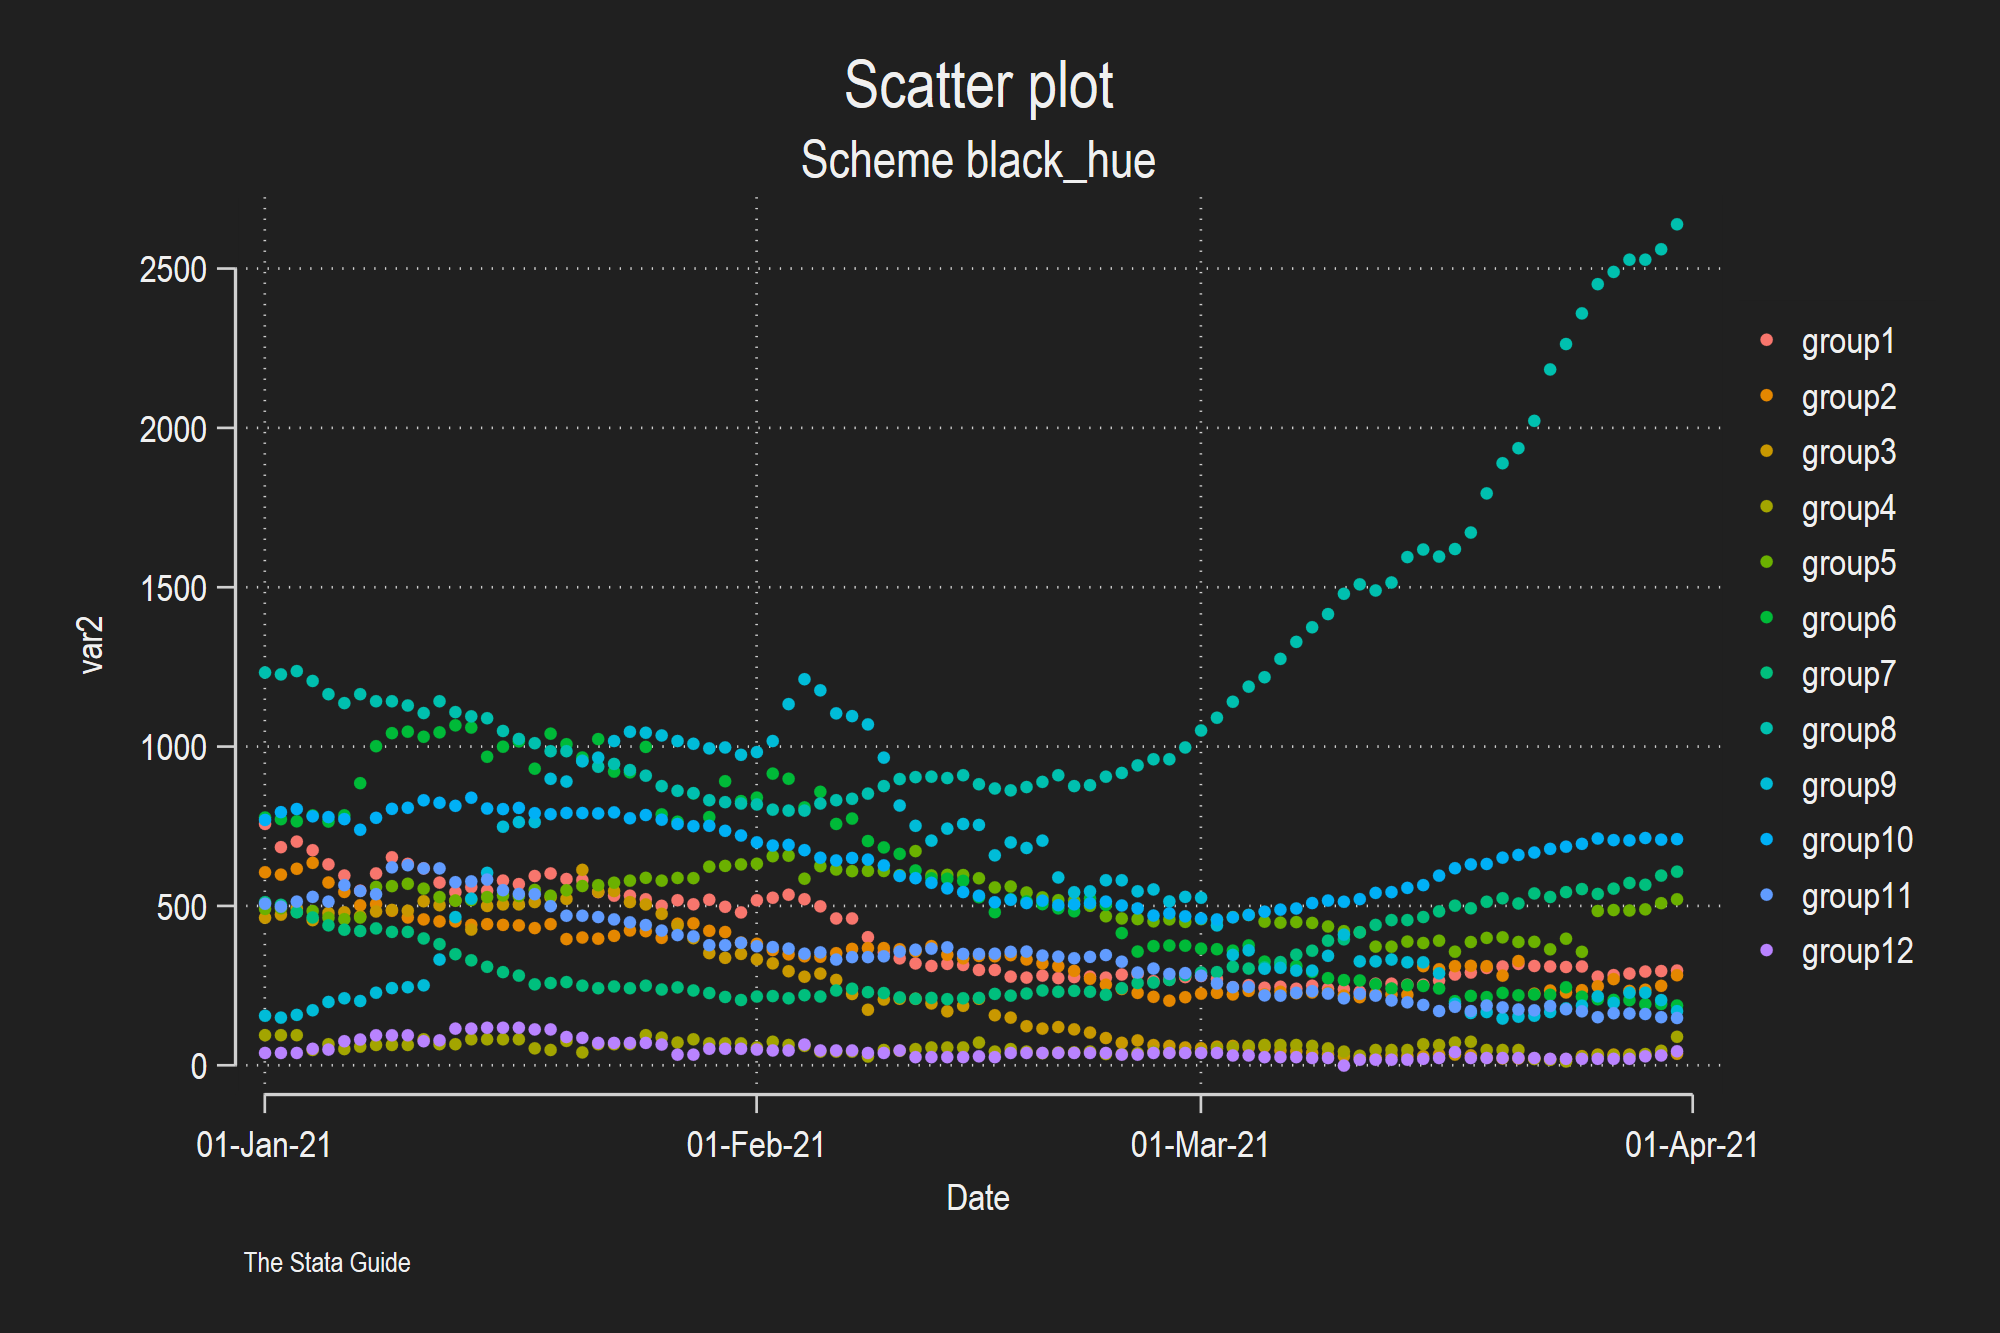 Scatter plot
Scheme black_hue
2500
2000
1500
1000
500
0
var2
01-Jan-21
01-Feb-21
01-Mar-21
01-Apr-21
Date
group1
group2
group3
group4
group5
group6
group7
group8
group9
group10
group11
group12
The Stata Guide